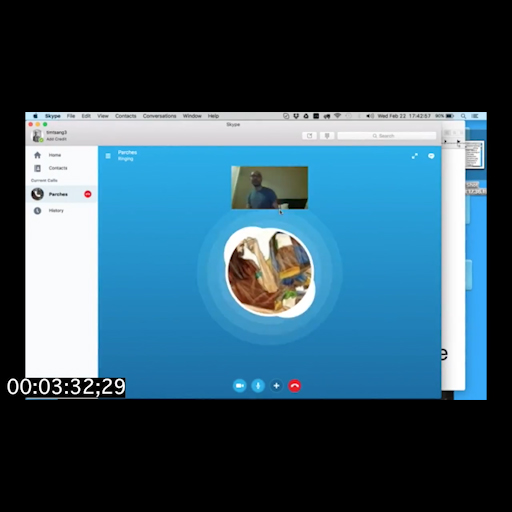 Skype File Edit View Contacts Conversations Window Help Wed Feb 22 17:42:57 90%
Skype
Add Credit
Search
Home
Contacts
Current Calls
Perches
History
Perches
Ringing
e
00:03:32;29